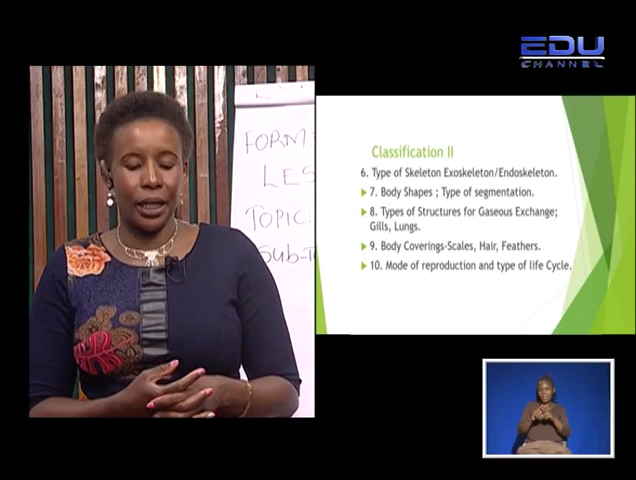 EDU
CHANNEL
FORM
LES
TOPIC:
Classification II
6. Type of Skeleton Exoskeleton/Endoskeleton.
7. Body Shapes ; Type of segmentation.
8. Types of Structures for Gaseous Exchange;
Gills, Lungs.
9. Body Coverings-Scales, Hair, Feathers.
10. Mode of reproduction and type of life Cycle.